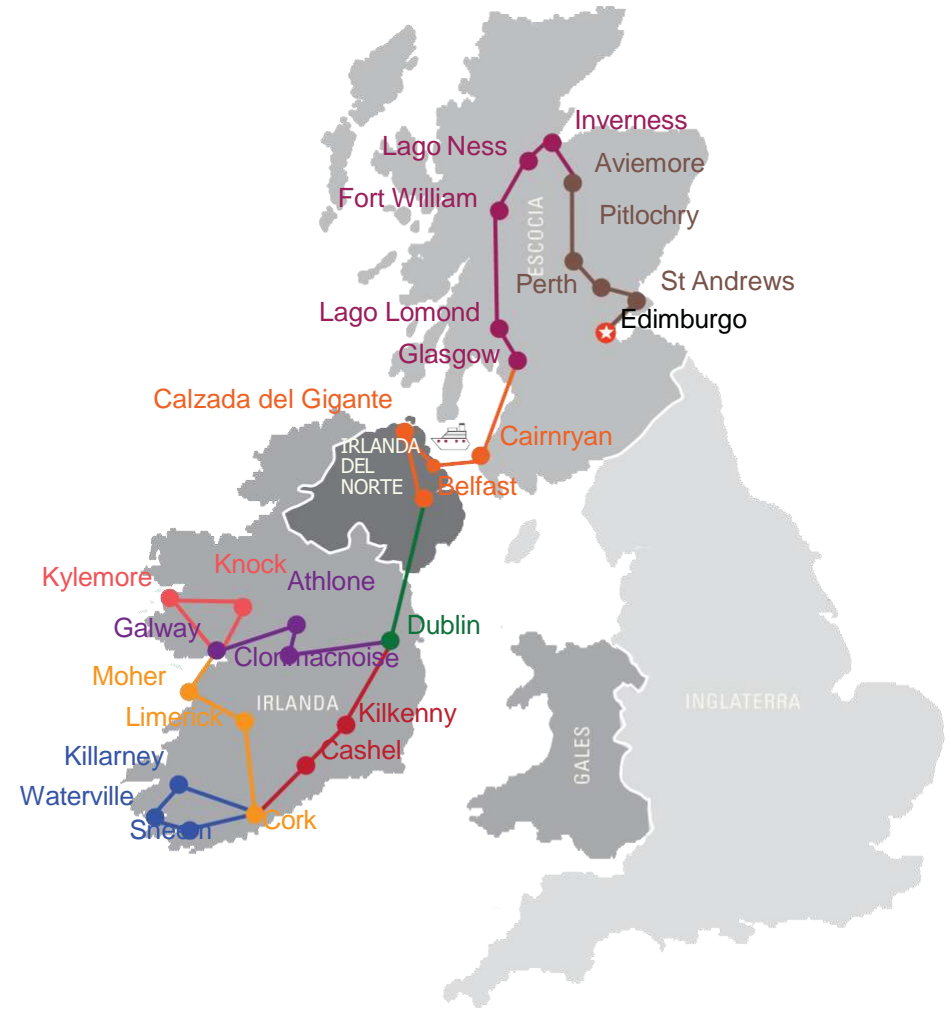 Inverness
Lago Ness
Aviemore
Fort William
Pitlochry
ESCOCIA
Perth
St Andrews
Lago Lomond
Edimburgo
Glasgow
Calzada del Gigante
Cairnryan
IRLANDA
DEL
NORTE
Belfast
Knock
Athlone
Kylemore
Galway
Dublin
Clonmacnoise
Moher
IRLANDA
INGLATERRA
Limerick
Kilkenny
Killarney
Cashel
GALES
Waterville
Sneem
Cork